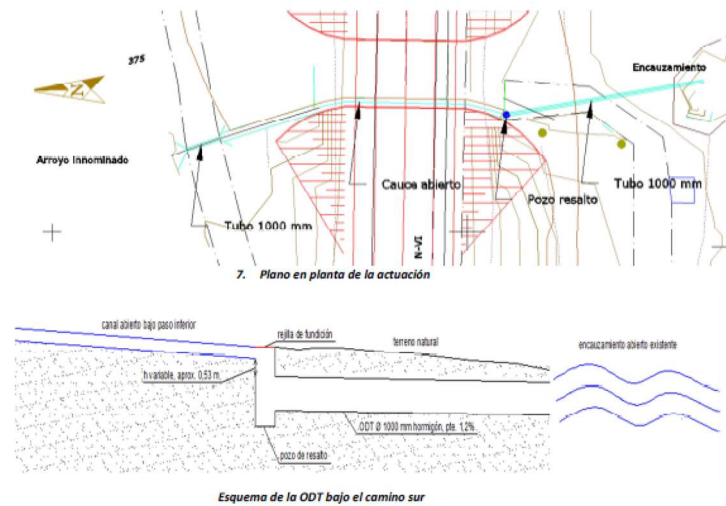 375
N
Encauzamiento
Arroyo Innominado
Cauce abierto
Tubo 1000 mm
Pozo resalto
Tubo 1000 mm
N-VI
7. Plano en planta de la actuación
canal abierto bajo paso inferior
rejilla de fundición
terreno natural
encauzamiento abierto existente
h variable, aprox. 0,53 m
ODT Ø 1000 mm hormigón, pte. 1,2%
pozo de resalto
Esquema de la ODT bajo el camino sur